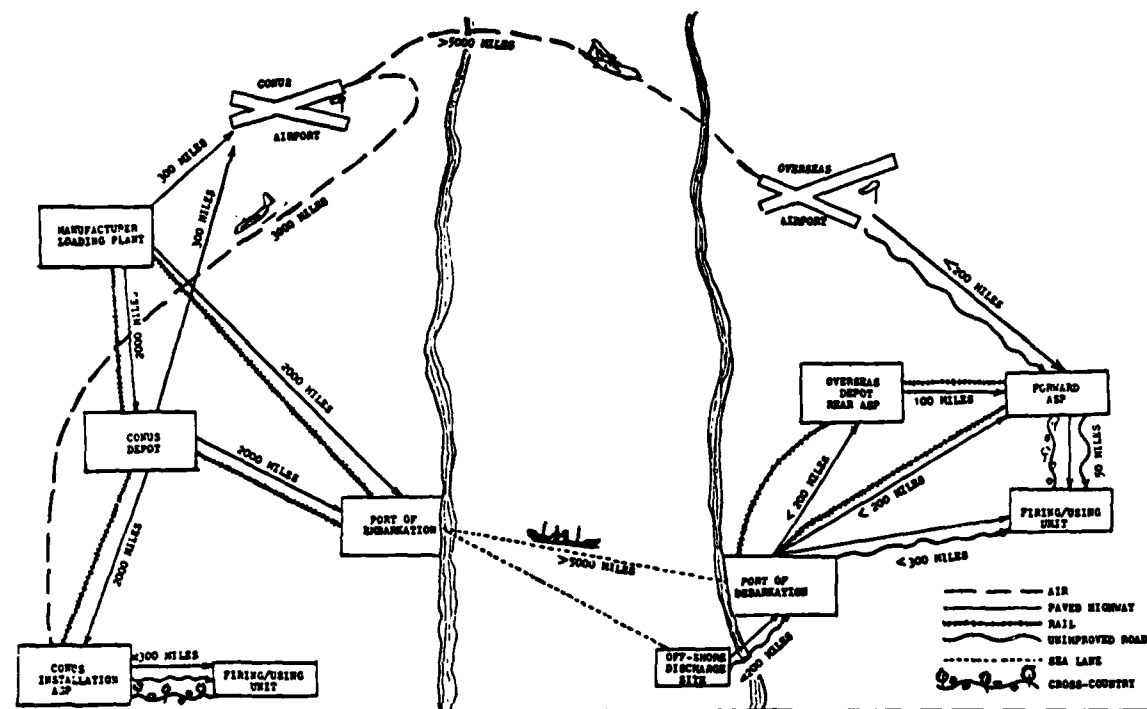 >5000 MILES
CONUS
AIRPORT
300 MILES
300 MILES
3000 MILES
OVERSEAS
AIRPORT
<200 MILES
MANUFACTURER
LOADING PLANT
2000 MILES
2000 MILES
CONUS
DEPOT
2000 MILES
2000 MILES
PORT OF
EMBARKATION
>5000 MILES
OVERSEAS
DEPOT
REAR ASP
100 MILES
FORWARD
ASP
50 MILES
<200 MILES
<200 MILES
FIRING/USING
UNIT
<300 MILES
PORT OF
DEBARKATION
OFF-SHORE
DISCHARGE
SITE
<200 MILES
CONUS
INSTALLATION
ASP
<300 MILES
FIRING/USING
UNIT
AIR
PAVED HIGHWAY
RAIL
UNIMPROVED ROAD
SEA LANE
CROSS-COUNTRY